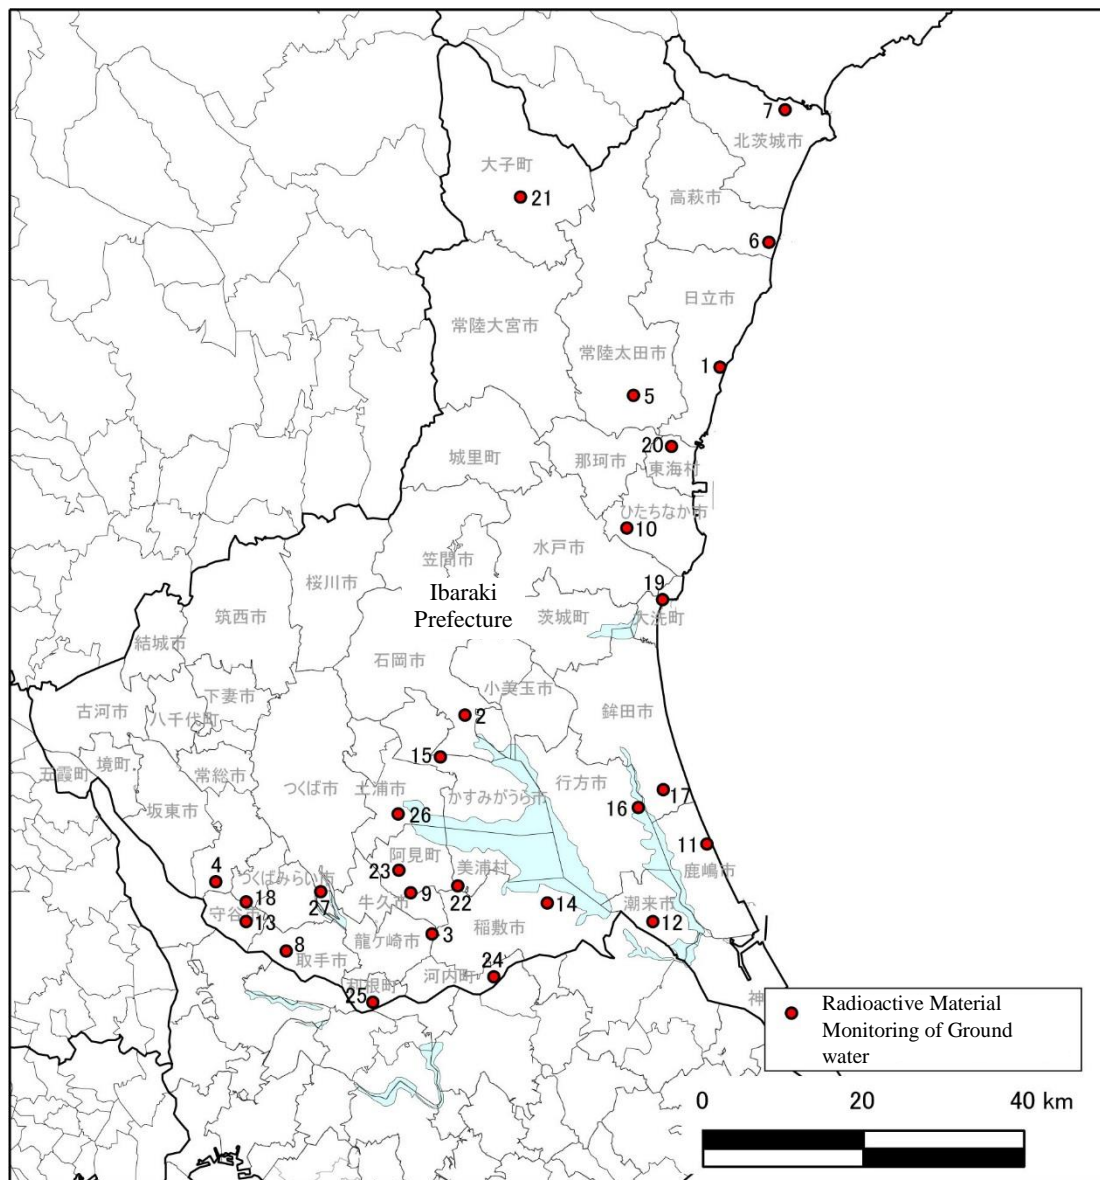 7
北茨城市
大子町
21
高萩市
6
日立市
常陸大宮市
常陸太田市
1
5
20
城里町
那珂市
東海村
ひたちなか市
10
水戸市
笠間市
桜川市
Ibaraki
Prefecture
19
筑西市
茨城町
大洗町
結城市
石岡市
小美玉市
下妻市
古河市
八千代町
2
鉾田市
15
境町
五霞町
常総市
つくば市
土浦市
かすみがうら市
行方市
17
16
坂東市
26
11
阿見町
美浦村
鹿嶋市
23
4
つくばみらい市
9
22
潮来市
27
牛久市
14
18
守谷市
13
12
稲敷市
3
龍ヶ崎市
8
取手市
24
河内町
利根町
25
神
Radioactive Material
Monitoring of Ground
water
0 20 40 km